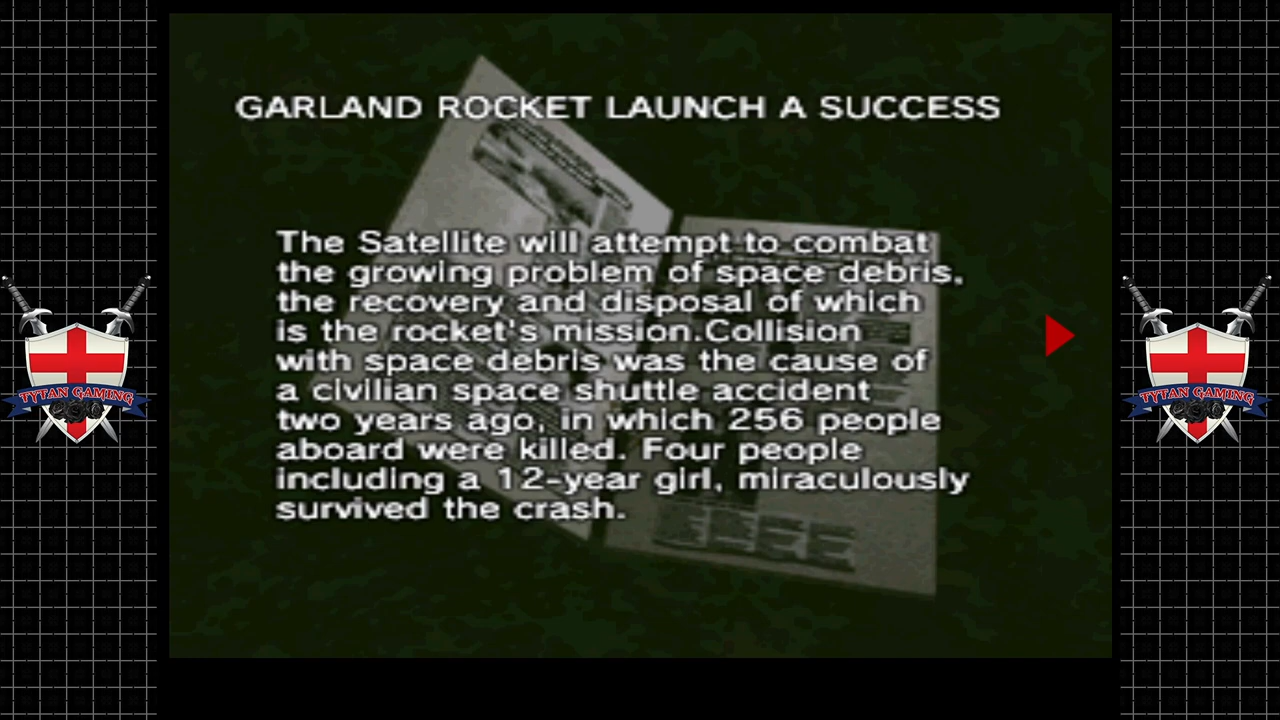 GARLAND ROCKET LAUNCH A SUCCESS
The Satellite will attempt to combat
the growing problem of space debris,
the recovery and disposal of which
is the rocket's mission.Collision
with space debris was the cause of
a civilian space shuttle accident
two years ago, in which 256 people
aboard were killed. Four people
including a 12-year girl, miraculously
survived the crash.
TYTAN GAMING
TYTAN GAMING